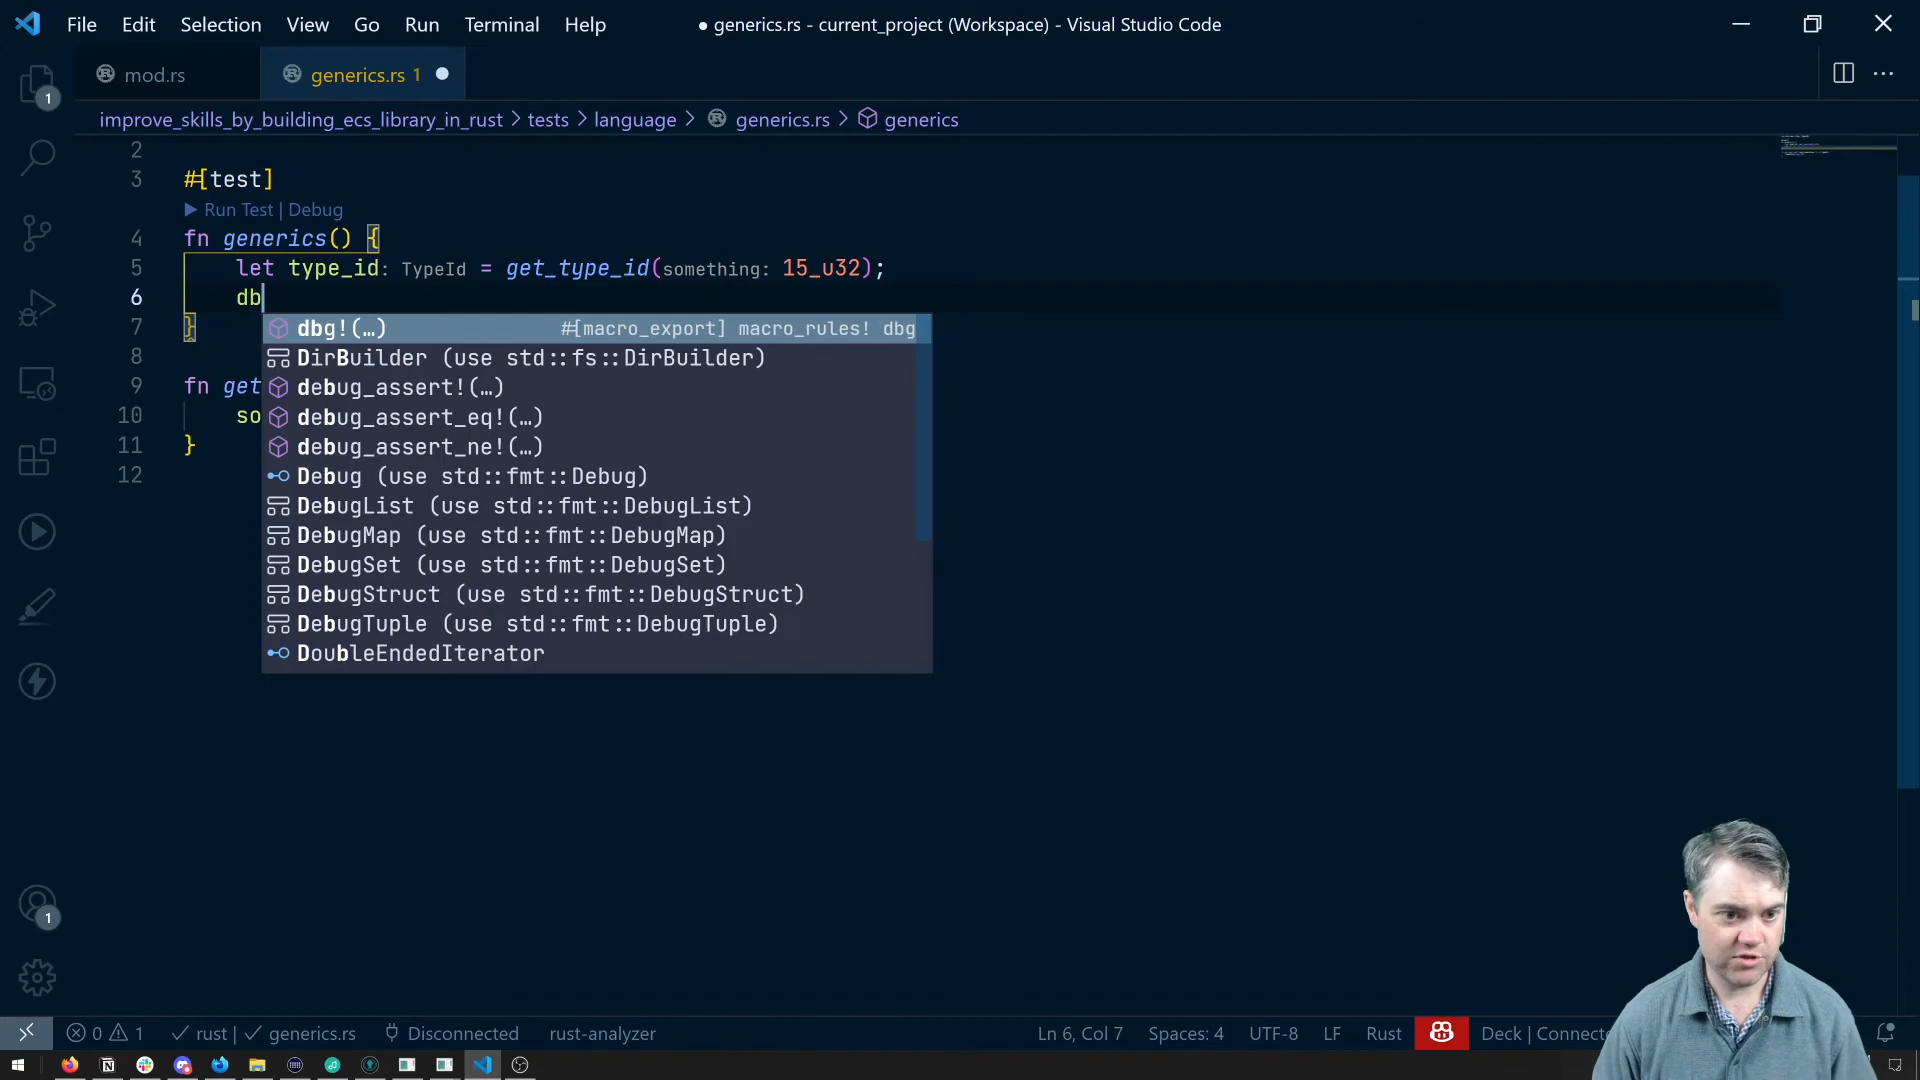 File Edit Selection View Go Run Terminal Help ● generics.rs - current_project (Workspace) - Visual Studio Code
mod.rs generics.rs 1
improve_skills_by_building_ecs_library_in_rust > tests > language > generics.rs > generics
2
3 #[test]
▶ Run Test | Debug
4 fn generics() {
5 let type_id: TypeId = get_type_id(something: 15_u32);
6 db
7 }
dbg!(…) #[macro_export] macro_rules! dbg
8
DirBuilder (use std::fs::DirBuilder)
9 fn get
debug_assert!(…)
10 so
debug_assert_eq!(…)
11 }
debug_assert_ne!(…)
12
Debug (use std::fmt::Debug)
DebugList (use std::fmt::DebugList)
DebugMap (use std::fmt::DebugMap)
DebugSet (use std::fmt::DebugSet)
DebugStruct (use std::fmt::DebugStruct)
DebugTuple (use std::fmt::DebugTuple)
DoubleEndedIterator
1
1
0 1 rust | generics.rs Disconnected rust-analyzer Ln 6, Col 7 Spaces: 4 UTF-8 LF Rust Deck | Connecte